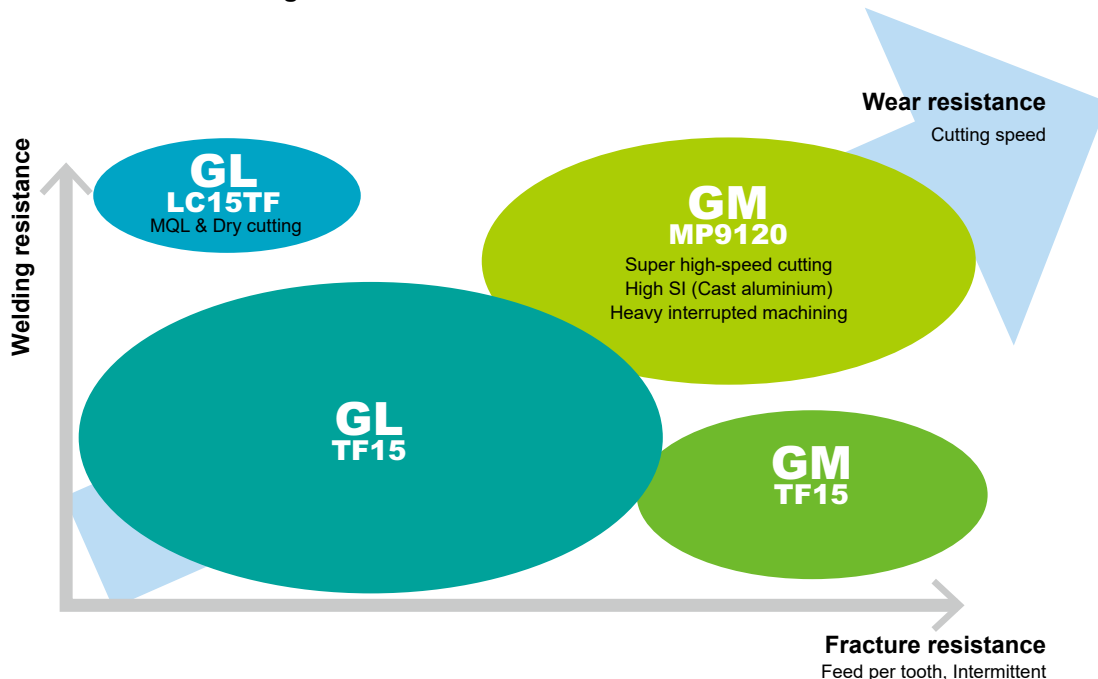 Wear resistance
Cutting speed
Welding resistance
GL
LC15TF
MQL & Dry cutting
GM
MP9120
Super high-speed cutting
High SI (Cast aluminium)
Heavy interrupted machining
GL
TF15
GM
TF15
Fracture resistance
Feed per tooth, Intermittent